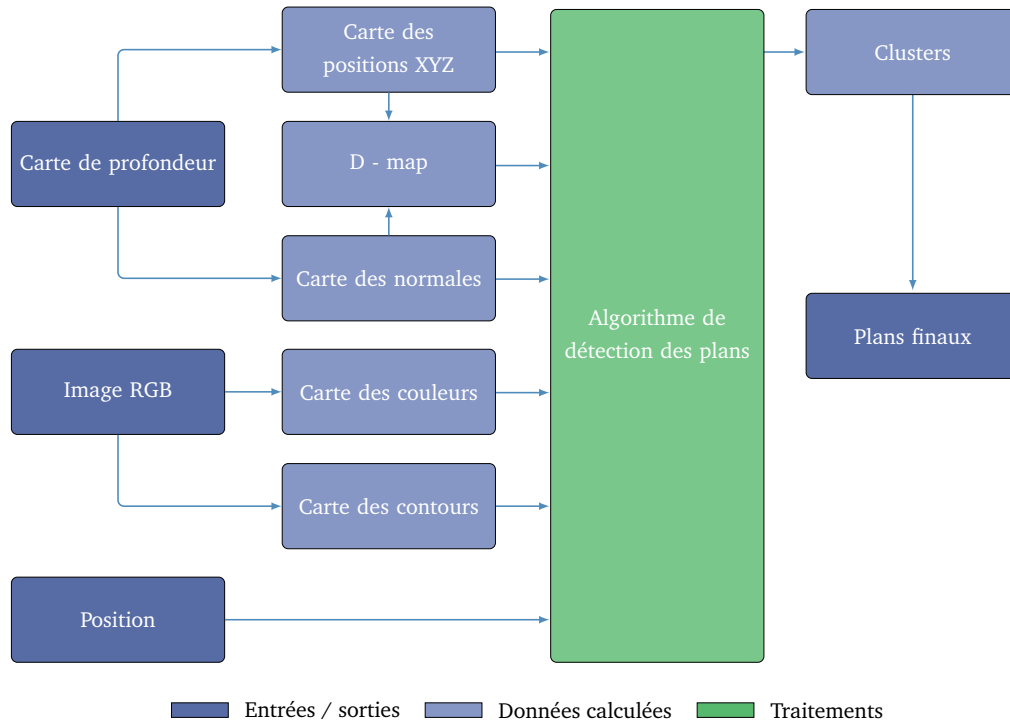 Carte des
positions XYZ
Clusters
Carte de profondeur
D - map
Carte des normales
Algorithme de
détection des plans
Plans finaux
Image RGB
Carte des couleurs
Carte des contours
Position
Entrées / sorties
Données calculées
Traitements